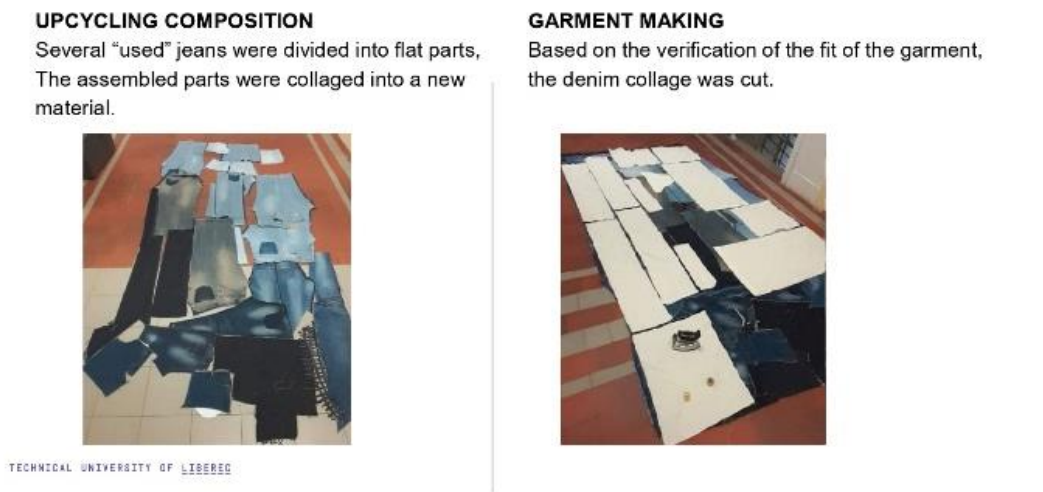 UPCYCLING COMPOSITION
Several “used” jeans were divided into flat parts,
The assembled parts were collaged into a new
material.
GARMENT MAKING
Based on the verification of the fit of the garment,
the denim collage was cut.
TECHNICAL UNIVERSITY OF LIBEREC